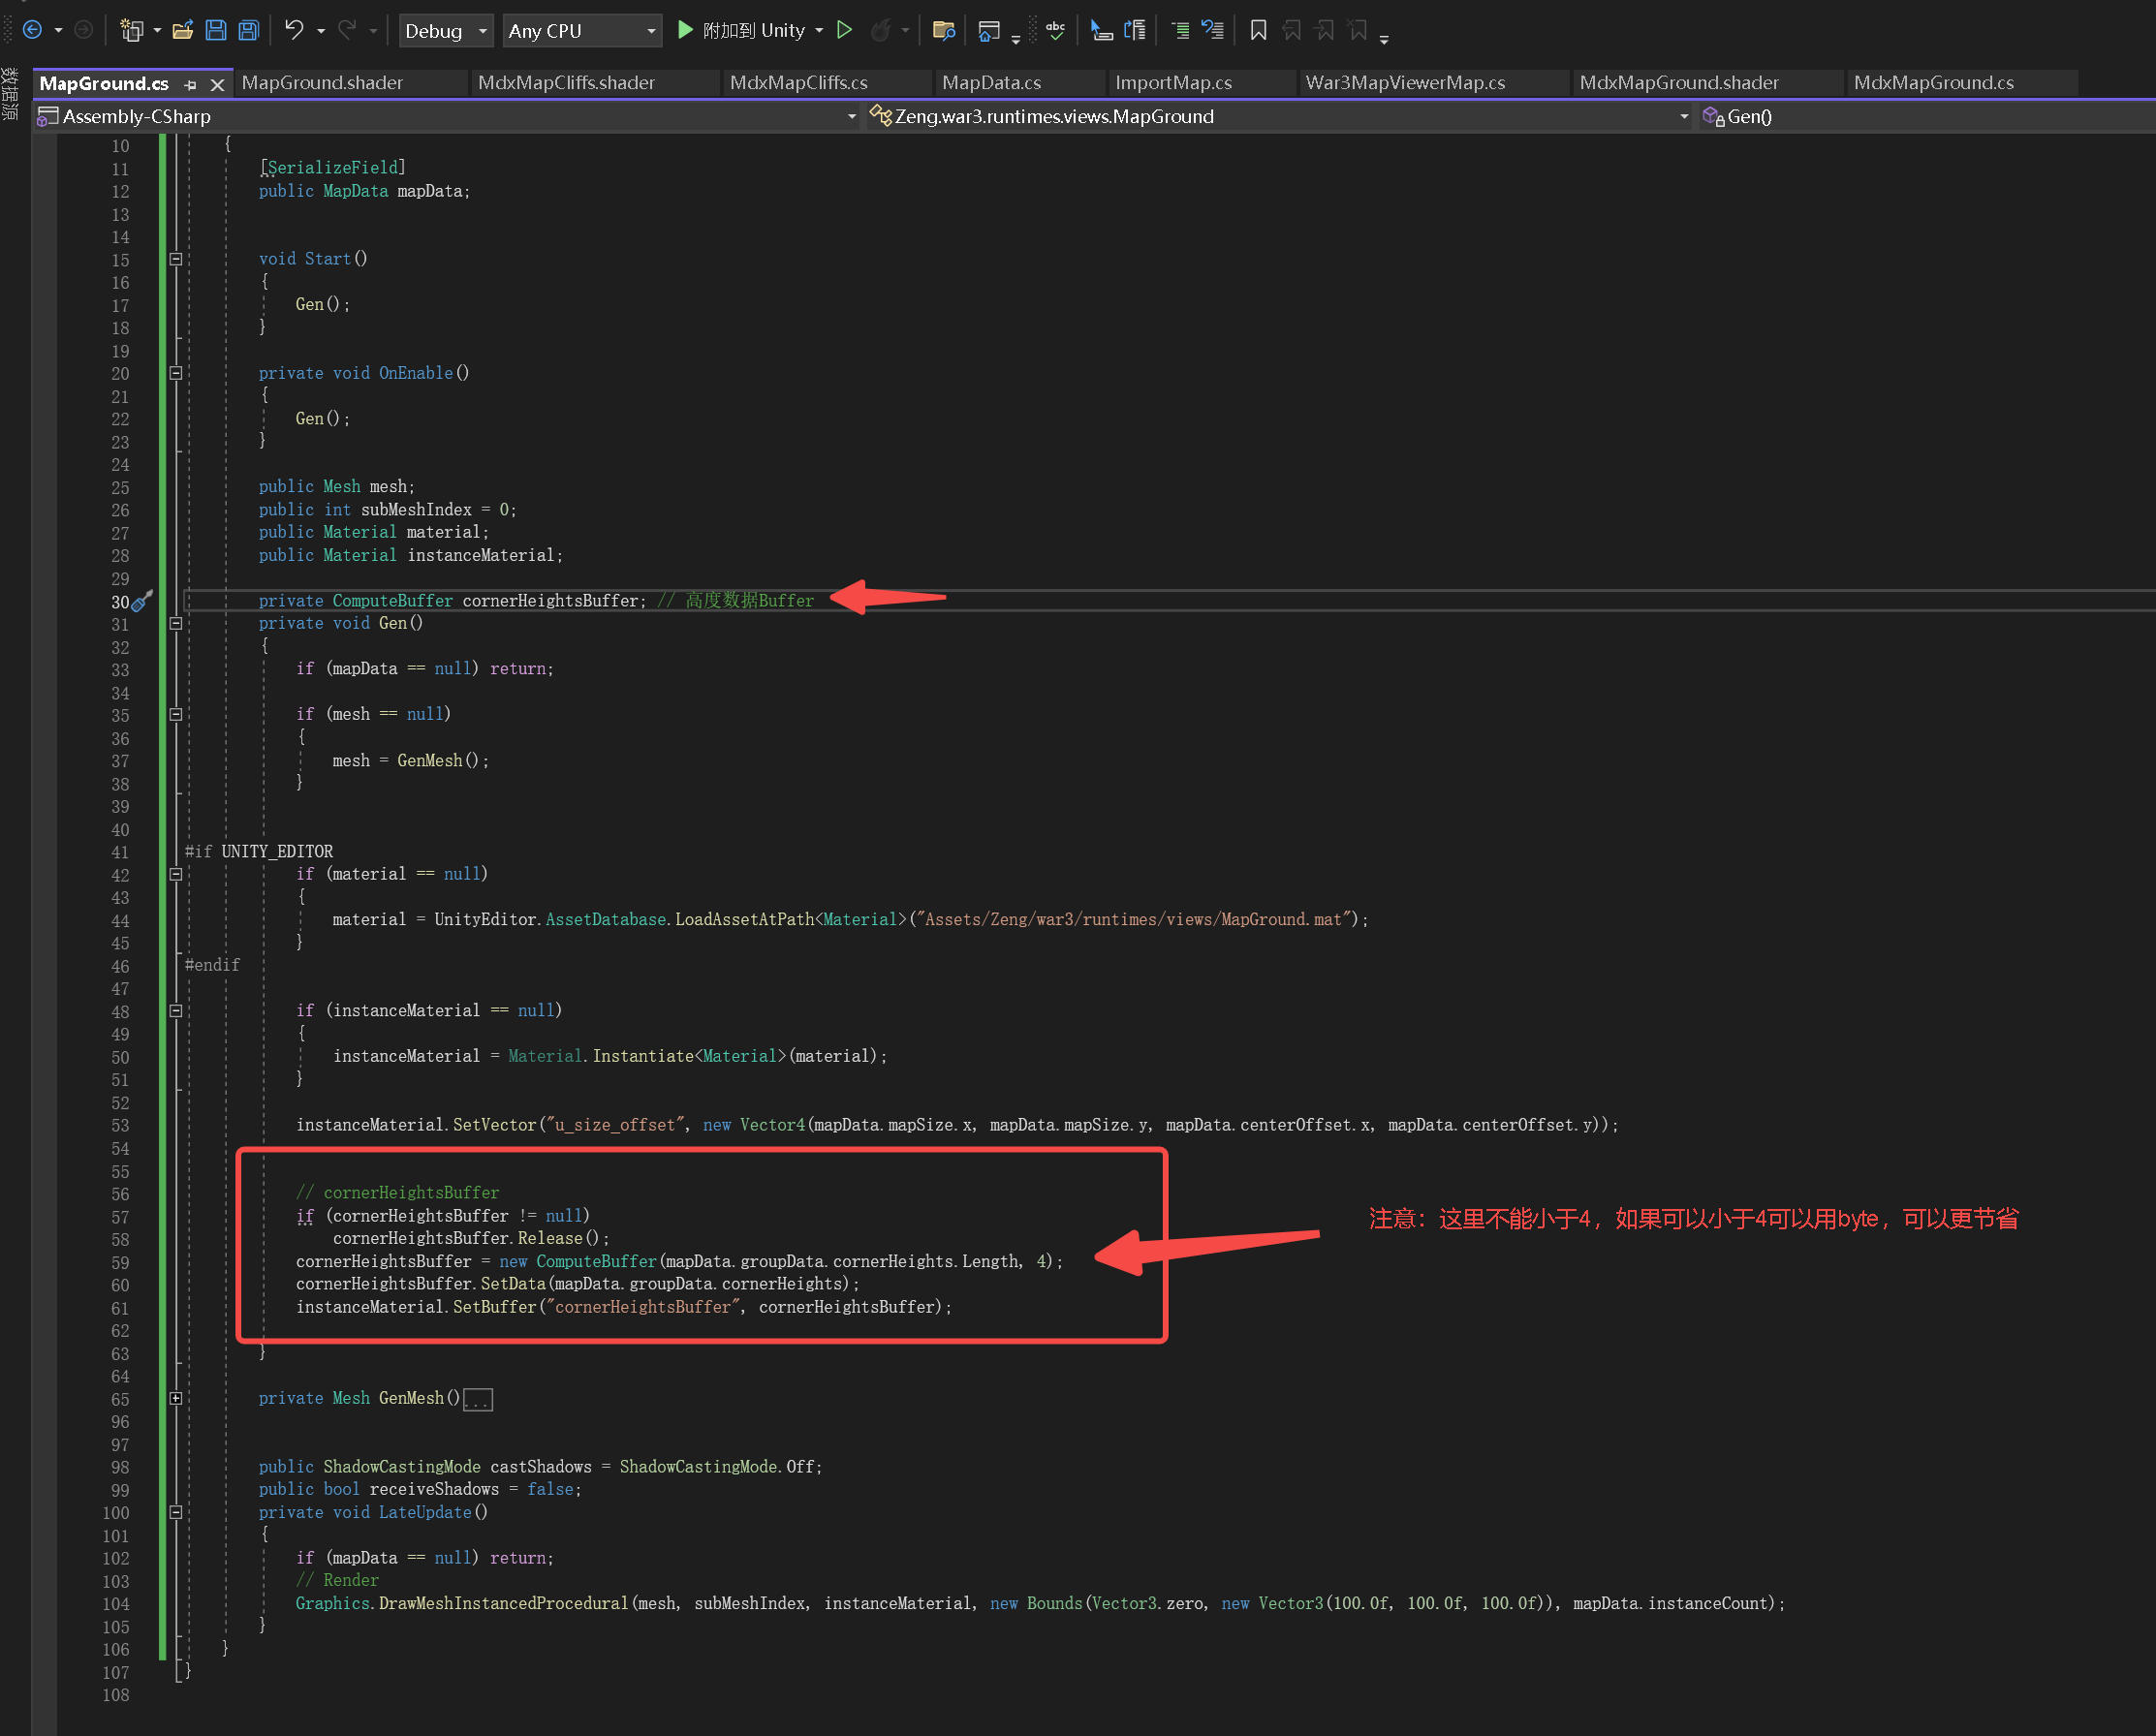 Debug
Any CPU
附加到 Unity
数据源
MapGround.cs
MapGround.shader
MdxMapCliffs.shader
MdxMapCliffs.cs
MapData.cs
ImportMap.cs
War3MapViewerMap.cs
MdxMapGround.shader
MdxMapGround.cs
Assembly-CSharp
Zeng.war3.runtimes.views.MapGround
Gen()
10 {
11 [SerializeField]
12 public MapData mapData;
13
14
15 void Start()
16 {
17 Gen();
18 }
19
20 private void OnEnable()
21 {
22 Gen();
23 }
24
25 public Mesh mesh;
26 public int subMeshIndex = 0;
27 public Material material;
28 public Material instanceMaterial;
29
30 private ComputeBuffer cornerHeightsBuffer; // 高度数据Buffer
31 private void Gen()
32 {
33 if (mapData == null) return;
34
35 if (mesh == null)
36 {
37 mesh = GenMesh();
38 }
39
40
41 #if UNITY_EDITOR
42 if (material == null)
43 {
44 material = UnityEditor.AssetDatabase.LoadAssetAtPath<Material>("Assets/Zeng/war3/runtimes/views/MapGround.mat");
45 }
46 #endif
47
48 if (instanceMaterial == null)
49 {
50 instanceMaterial = Material.Instantiate<Material>(material);
51 }
52
53 instanceMaterial.SetVector("u_size_offset", new Vector4(mapData.mapSize.x, mapData.mapSize.y, mapData.centerOffset.x, mapData.centerOffset.y));
54
55
56 // cornerHeightsBuffer
57 if (cornerHeightsBuffer != null)
58 cornerHeightsBuffer.Release();
59 cornerHeightsBuffer = new ComputeBuffer(mapData.groupData.cornerHeights.Length, 4);
60 cornerHeightsBuffer.SetData(mapData.groupData.cornerHeights);
61 instanceMaterial.SetBuffer("cornerHeightsBuffer", cornerHeightsBuffer);
62
63 }
64
65 private Mesh GenMesh()...
96
97
98 public ShadowCastingMode castShadows = ShadowCastingMode.Off;
99 public bool receiveShadows = false;
100 private void LateUpdate()
101 {
102 if (mapData == null) return;
103 // Render
104 Graphics.DrawMeshInstancedProcedural(mesh, subMeshIndex, instanceMaterial, new Bounds(Vector3.zero, new Vector3(100.0f, 100.0f, 100.0f)), mapData.instanceCount);
105 }
106 }
107 }
108
注意：这里不能小于4，如果可以小于4可以用byte，可以更节省